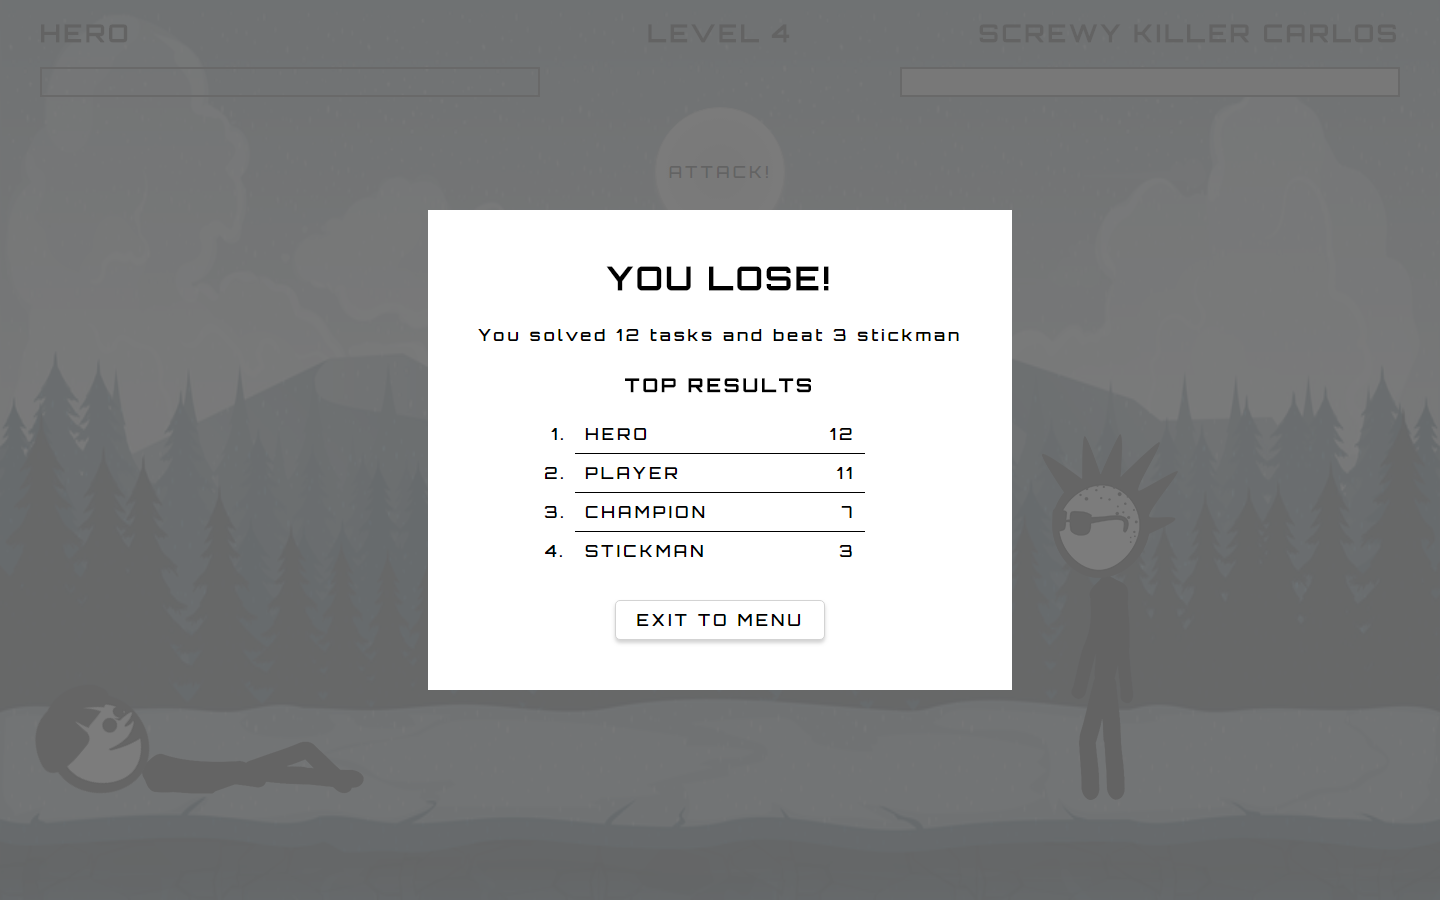 HERO
LEVEL 4
SCREWY KILLER CARLOS
ATTACK!
YOU LOSE!
You solved 12 tasks and beat 3 stickman
TOP RESULTS
1. HERO 12
2. PLAYER 11
3. CHAMPION 7
4. STICKMAN 3
EXIT TO MENU